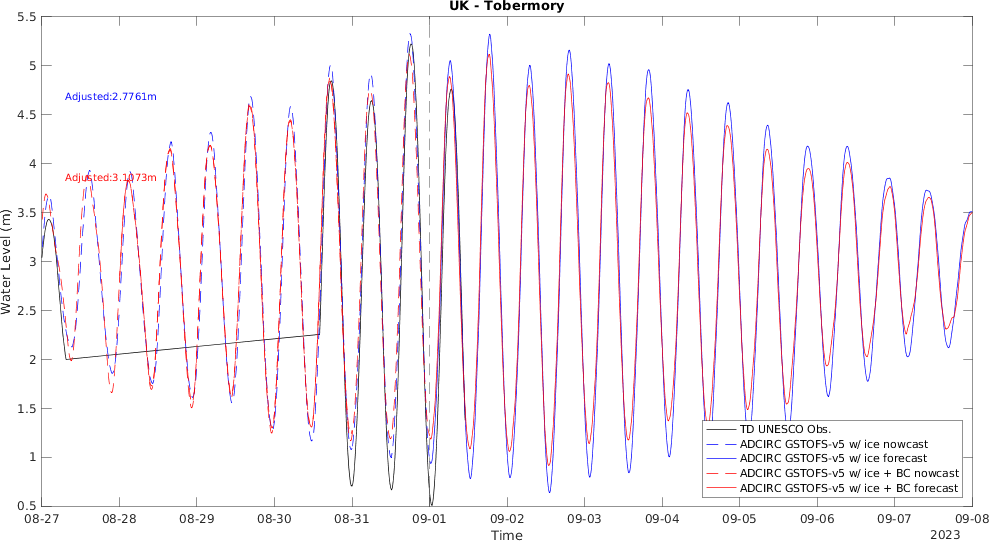 UK - Tobermory
5.5
5
4.5
4
3.5
3
2.5
2
1.5
1
0.5
Water Level (m)
Adjusted:2.7761m
Adjusted:3.1073m
TD UNESCO Obs.
ADCIRC GSTOFS-v5 w/ ice nowcast
ADCIRC GSTOFS-v5 w/ ice forecast
ADCIRC GSTOFS-v5 w/ ice + BC nowcast
ADCIRC GSTOFS-v5 w/ ice + BC forecast
08-27 08-28 08-29 08-30 08-31 09-01 09-02 09-03 09-04 09-05 09-06 09-07 09-08
Time
2023